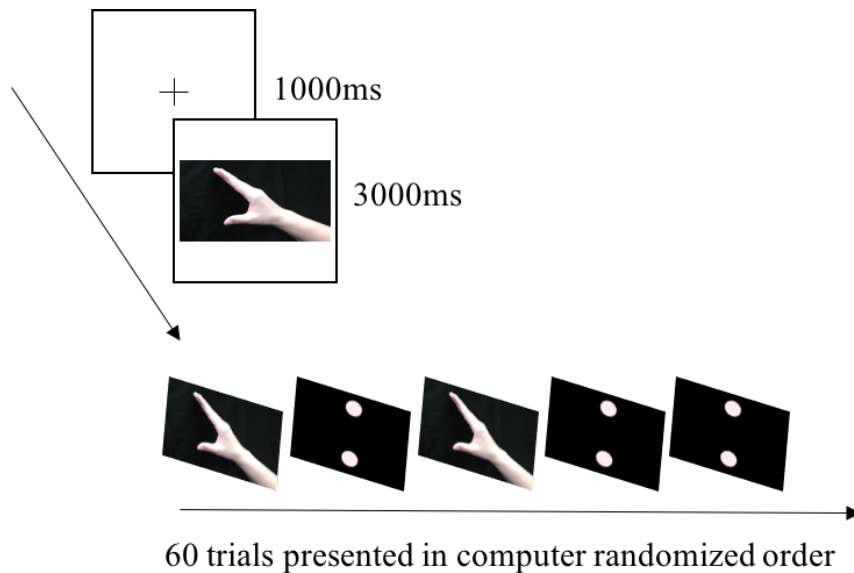 1000ms
3000ms
60 trials presented in computer randomized order